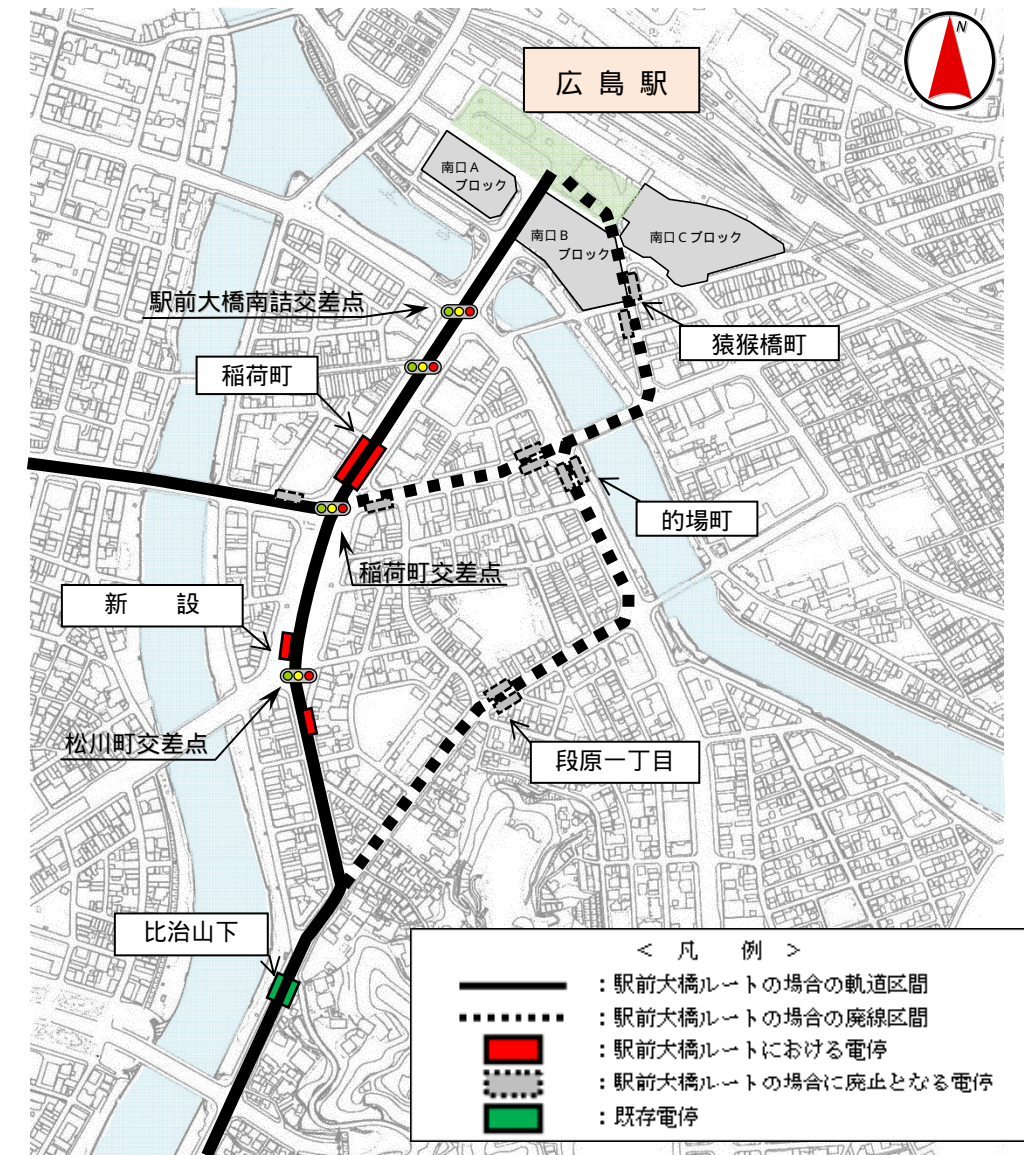 N
広島駅
南口A
ブロック
南口B
ブロック
南口Cブロック
駅前大橋南詰交差点
猿猴橋町
稲荷町
的場町
稲荷町交差点
新 設
松川町交差点
段原一丁目
比治山下
< 凡 例 >
:駅前大橋ルートの場合の軌道区間
:駅前大橋ルートの場合の廃線区間
:駅前大橋ルートにおける電停
:駅前大橋ルートの場合に廃止となる電停
:既存電停